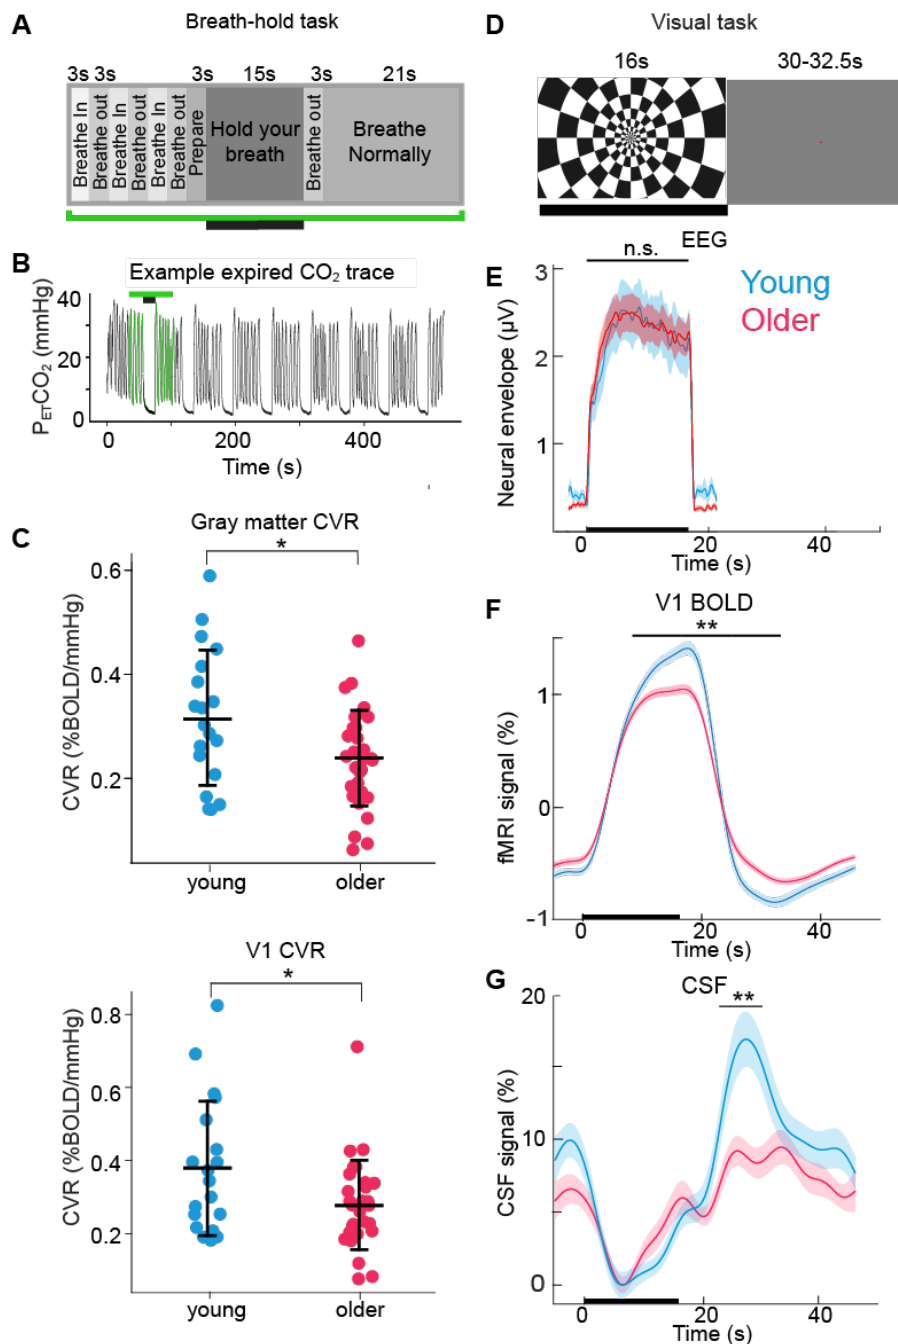 A
Breath-hold task
3s 3s 3s 15s 3s 21s
Breathe In
Breathe out
Breathe In
Breathe out
Breathe In
Breathe out
Prepare
Hold your
breath
Breathe out
Breathe
Normally
B
Example expired CO₂ trace
40
20
0
PETCO₂ (mmHg)
0 200 400
Time (s)
C
Gray matter CVR
*
0.6
0.4
0.2
CVR (%BOLD/mmHg)
young older
V1 CVR
*
0.8
0.6
0.4
0.2
CVR (%BOLD/mmHg)
young older
D
Visual task
16s 30-32.5s
EEG
E
n.s.
Young
Older
3
2
1
Neural envelope (µV)
0 20 40
Time (s)
F
V1 BOLD
**
1
0
-1
fMRI signal (%)
0 20 40
Time (s)
G
CSF
**
20
10
0
CSF signal (%)
0 20 40
Time (s)